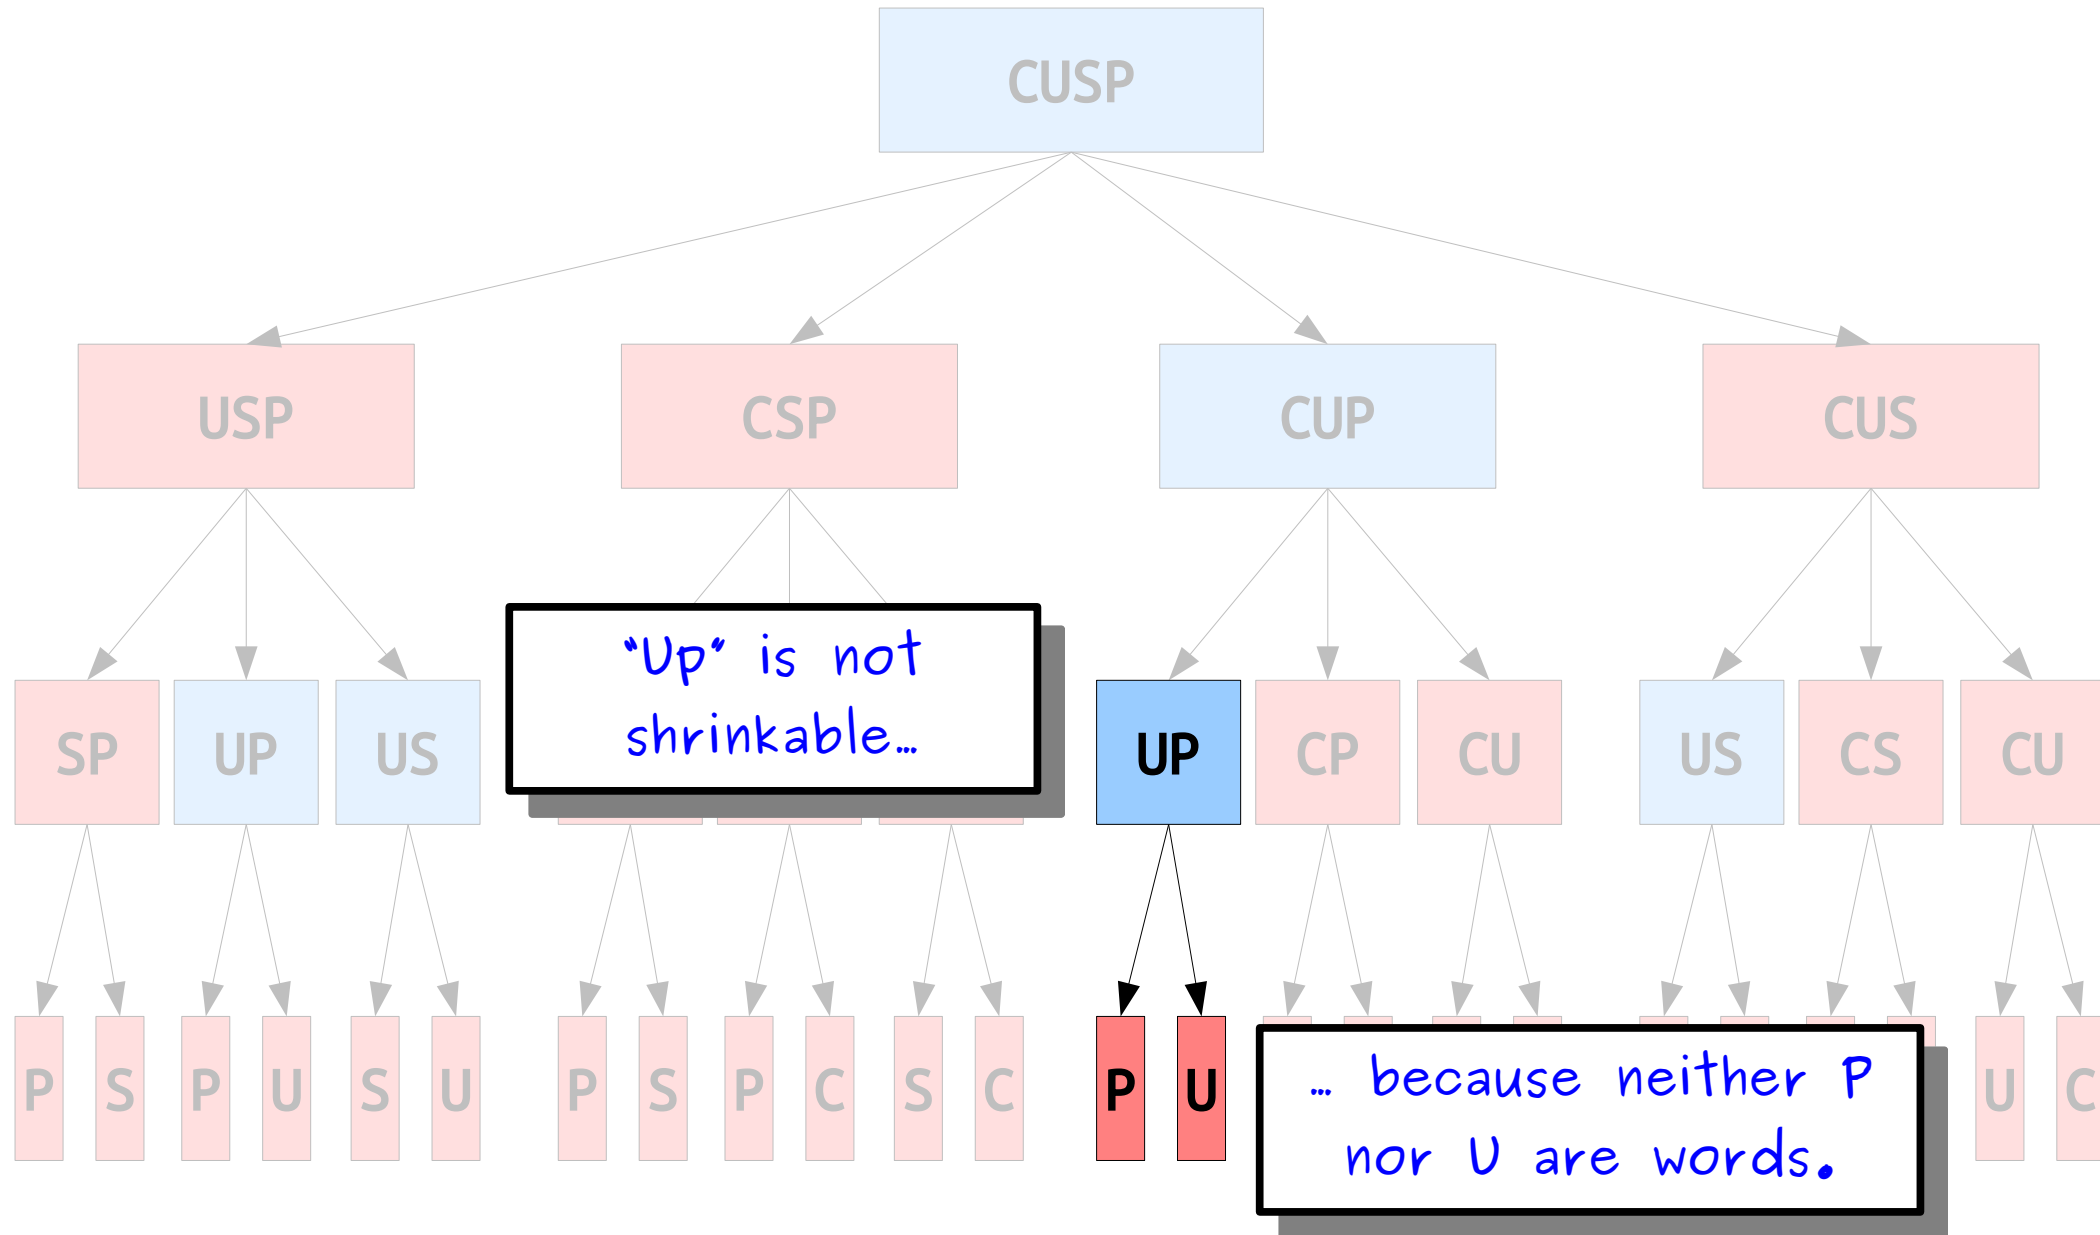 CUSP
USP CSP CUP CUS
"Up" is not
shrinkable...
SP UP US UP CP CU US CS CU
P S P U S U P S P C S C P U U C
... because neither P
nor U are words.